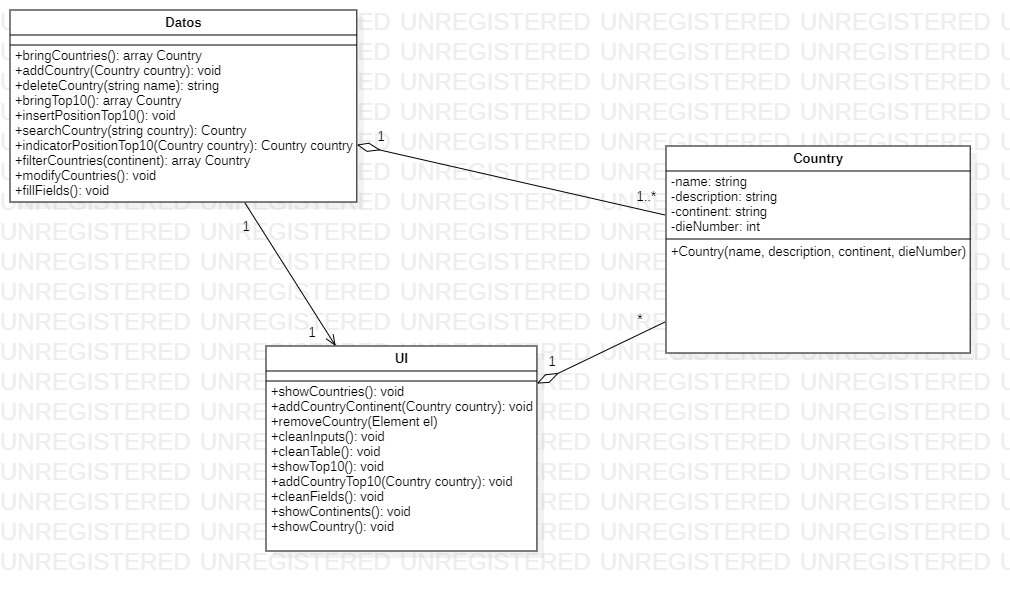 Datos
+bringCountries(): array Country
+addCountry(Country country): void
+deleteCountry(string name): string
+bringTop10(): array Country
+insertPositionTop10(): void
+searchCountry(string country): Country
+indicatorPositionTop10(Country country): Country country
+filterCountries(continent): array Country
+modifyCountries(): void
+fillFields(): void
1
1..*
Country
-name: string
-description: string
-continent: string
-dieNumber: int
+Country(name, description, continent, dieNumber)
1
1
*
1
UI
+showCountries(): void
+addCountryContinent(Country country): void
+removeCountry(Element el)
+cleanInputs(): void
+cleanTable(): void
+showTop10(): void
+addCountryTop10(Country country): void
+cleanFields(): void
+showContinents(): void
+showCountry(): void
UNREGISTERED